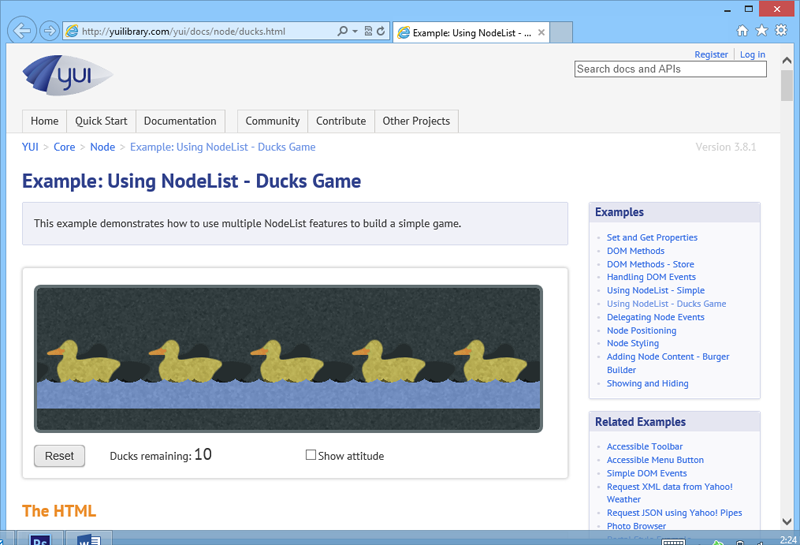 http://yuilibrary.com/yui/docs/node/ducks.html
Example: Using NodeList - ...
Register
Log in
YUI
Search docs and APIs
Home
Quick Start
Documentation
Community
Contribute
Other Projects
YUI > Core > Node > Example: Using NodeList - Ducks Game
Version 3.8.1
Example: Using NodeList - Ducks Game
This example demonstrates how to use multiple NodeList features to build a simple game.
Reset
Ducks remaining: 10
Show attitude
The HTML
Examples
Set and Get Properties
DOM Methods
DOM Methods - Store
Handling DOM Events
Using NodeList - Simple
Using NodeList - Ducks Game
Delegating Node Events
Node Positioning
Node Styling
Adding Node Content - Burger
Builder
Showing and Hiding
Related Examples
Accessible Toolbar
Accessible Menu Button
Simple DOM Events
Request XML data from Yahoo!
Weather
Request JSON using Yahoo! Pipes
Photo Browser
Ps
W
2:24